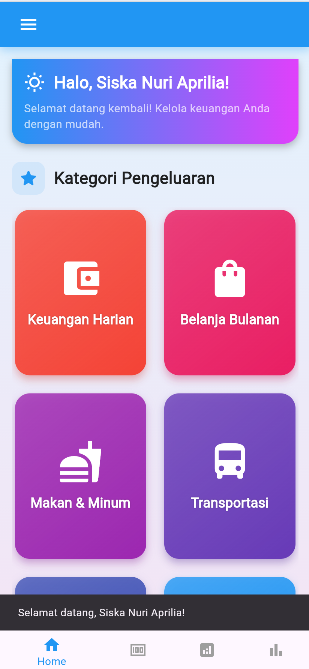 Halo, Siska Nuri Aprilia!
Selamat datang kembali! Kelola keuangan Anda
dengan mudah.
Kategori Pengeluaran
Keuangan Harian
Belanja Bulanan
Makan & Minum
Transportasi
Selamat datang, Siska Nuri Aprilia!
Home